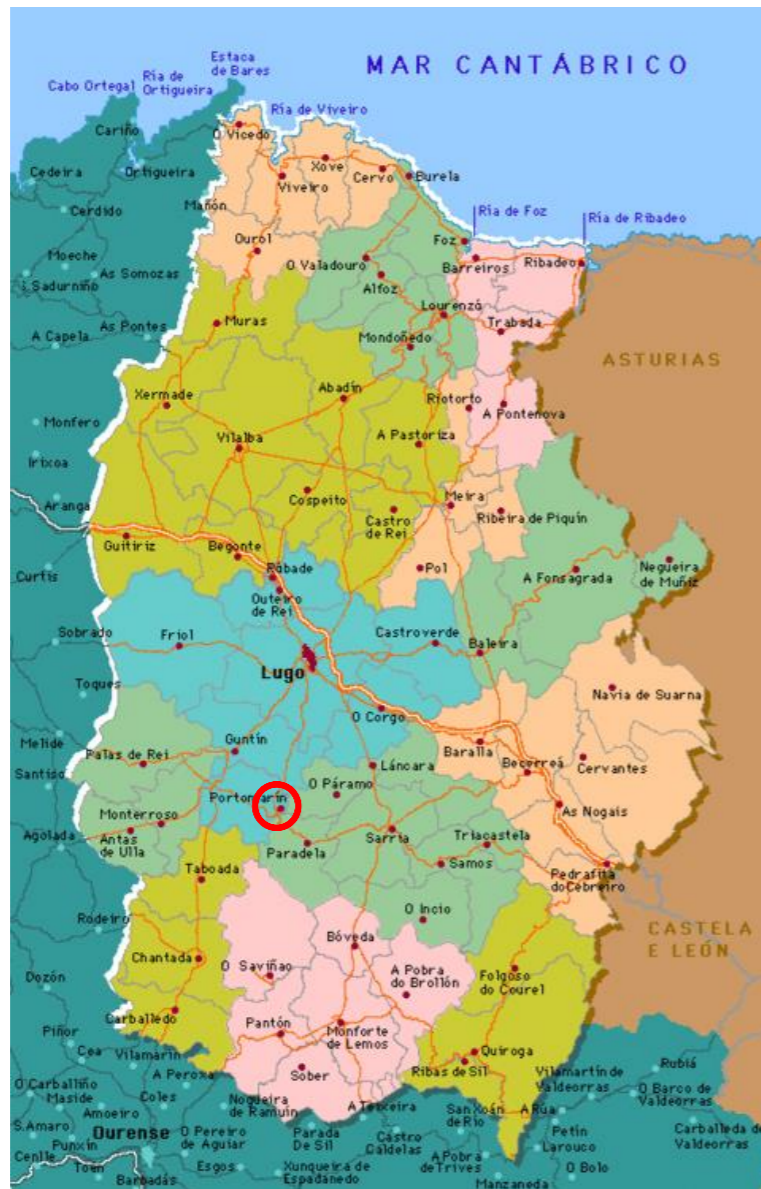 MAR CANTÁBRICO
Estaca
de Bares
Ría de
Ortigueira
Cabo Ortegal
Ría de Viveiro
Cariño
O Vicedo
Xove
Cervo
Burela
Cedeira
Ortigueira
Viveiro
Mañón
Cerdido
Ría de Foz
Ría de Ribadeo
Ourol
Foz
Moeche
O Valadouro
Barreiros
Ribadeo
As Somozas
Alfoz
Lourenzá
Muras
As Pontes
A Capela
Trabada
Mondoñedo
ASTURIAS
Abadín
Xermade
Riotorto
A Pontenova
Monfero
Vilalba
A Pastoriza
Irixoa
Cospeito
Meira
Aranga
Castro
de Rei
Ribeira de Piquín
Guitiriz
Begonte
Rábade
Pol
Curtis
A Fonsagrada
Negueira
de Muñiz
Outeiro
de Rei
Sobrado
Friol
Castroverde
Baleira
Lugo
Toques
Navia de Suarna
O Corgo
Melide
Guntín
Palas de Rei
Baralla
Becerreá
Cervantes
Santiso
Láncara
O Páramo
Portomarín
Monterroso
As Nogais
Agolada
Antas
de Ulla
Paradela
Sarria
Triacastela
Samos
Taboada
Pedrafita
do Cebreiro
Rodeiro
O Incio
CASTELA
E LEÓN
Bóveda
Chantada
O Saviñao
A Pobra
do Brollón
Folgoso
do Courel
Dozón
Carballedo
Pantón
Monforte
de Lemos
Piñor
Cea
Vilamarín
Quiroga
Ribas de Sil
Sober
A Peroxa
Vilamartín de
Valdeorras
Rubiá
O Carballiño
Maside
Coles
Nogueira
de Ramuín
A Teixeira
San Xoán
de Río
A Rúa
O Barco de
Valdeorras
Amoeiro
S.Amaro
Ourense
O Pereiro
de Aguiar
Parada
De Sil
Castro
Caldelas
Petín
Larouco
Carballeda de
Valdeorras
Punxín
Cenlle
Toén
Esgos
Xunqueira de
Espadanedo
A Pobra
de Trives
O Bolo
Barbadás
Manzaneda